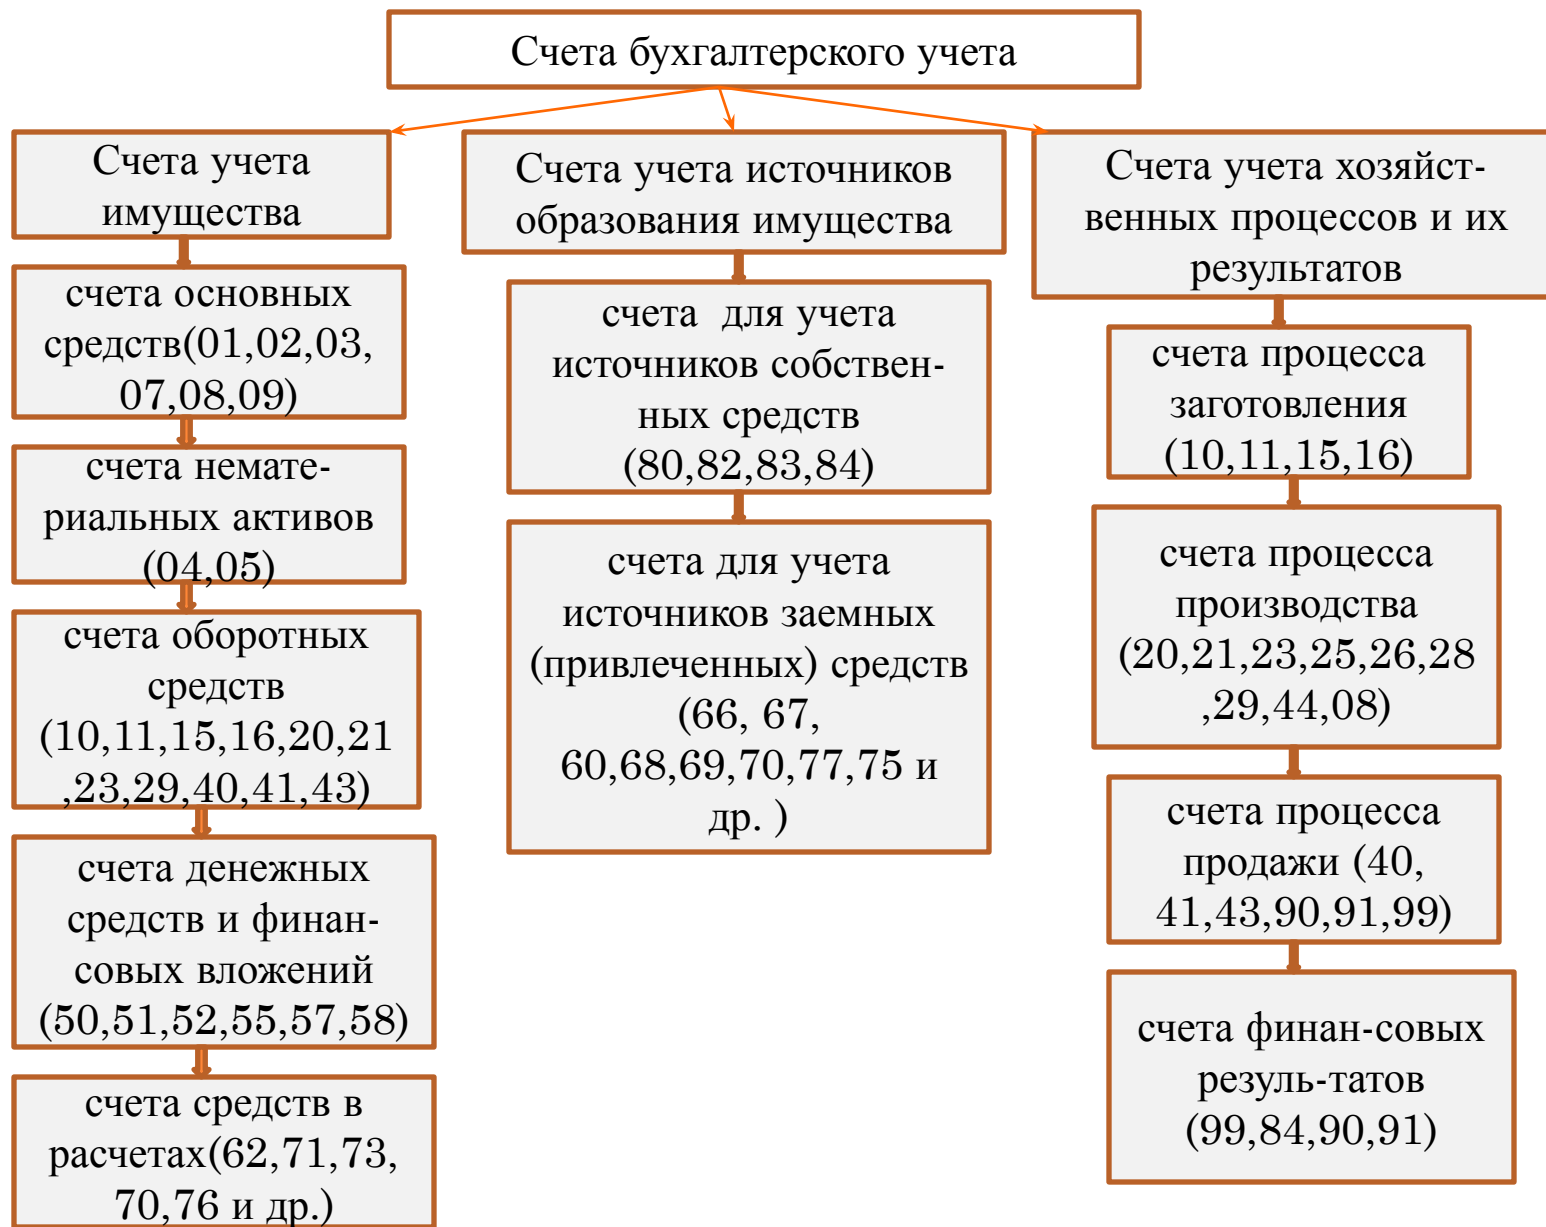 Счета бухгалтерского учета
Счета учета
имущества
счета основных
средств(01,02,03,
07,08,09)
счета немате-
риальных активов
(04,05)
счета оборотных
средств
(10,11,15,16,20,21
,23,29,40,41,43)
счета денежных
средств и финан-
совых вложений
(50,51,52,55,57,58)
счета средств в
расчетах(62,71,73,
70,76 и др.)
Счета учета источников
образования имущества
счета для учета
источников собствен-
ных средств
(80,82,83,84)
счета для учета
источников заемных
(привлеченных) средств
(66, 67,
60,68,69,70,77,75 и
др. )
Счета учета хозяйст-
венных процессов и их
результатов
счета процесса
заготовления
(10,11,15,16)
счета процесса
производства
(20,21,23,25,26,28
,29,44,08)
счета процесса
продажи (40,
41,43,90,91,99)
счета финан-совых
резуль-татов
(99,84,90,91)